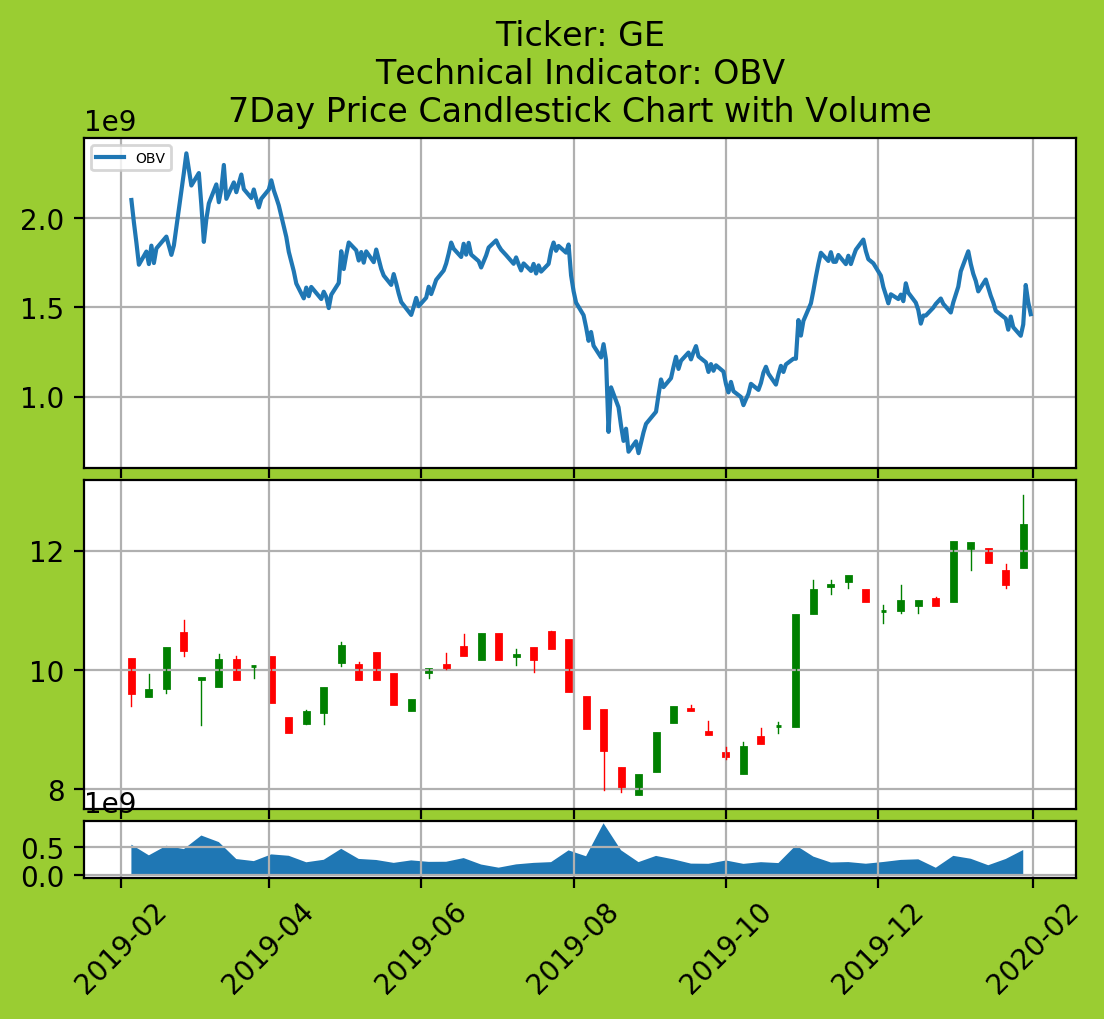 Ticker: GE
Technical Indicator: OBV
7Day Price Candlestick Chart with Volume
1e9
OBV
2.0
1.5
1.0
12
10
8
1e9
0.5
0.0
2019-02
2019-04
2019-06
2019-08
2019-10
2019-12
2020-02